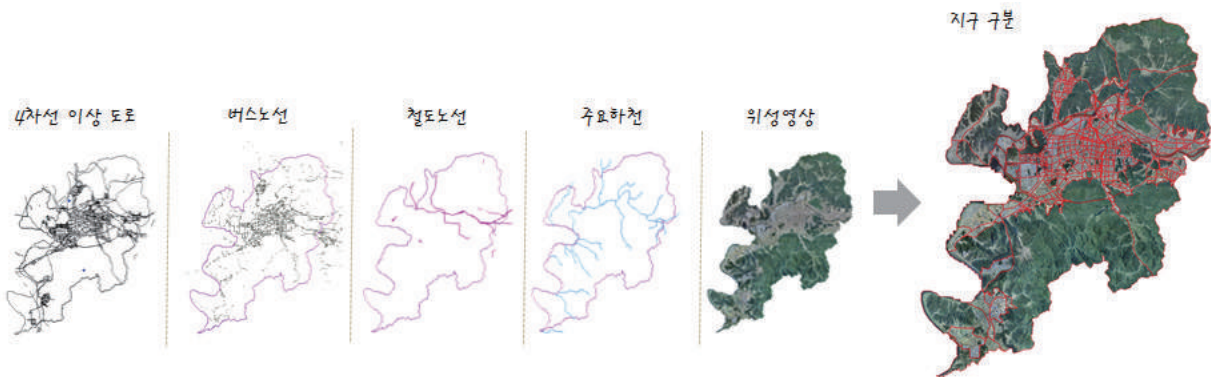 지구 구분
4차선 이상 도로
버스노선
철도노선
주요하천
위성영상